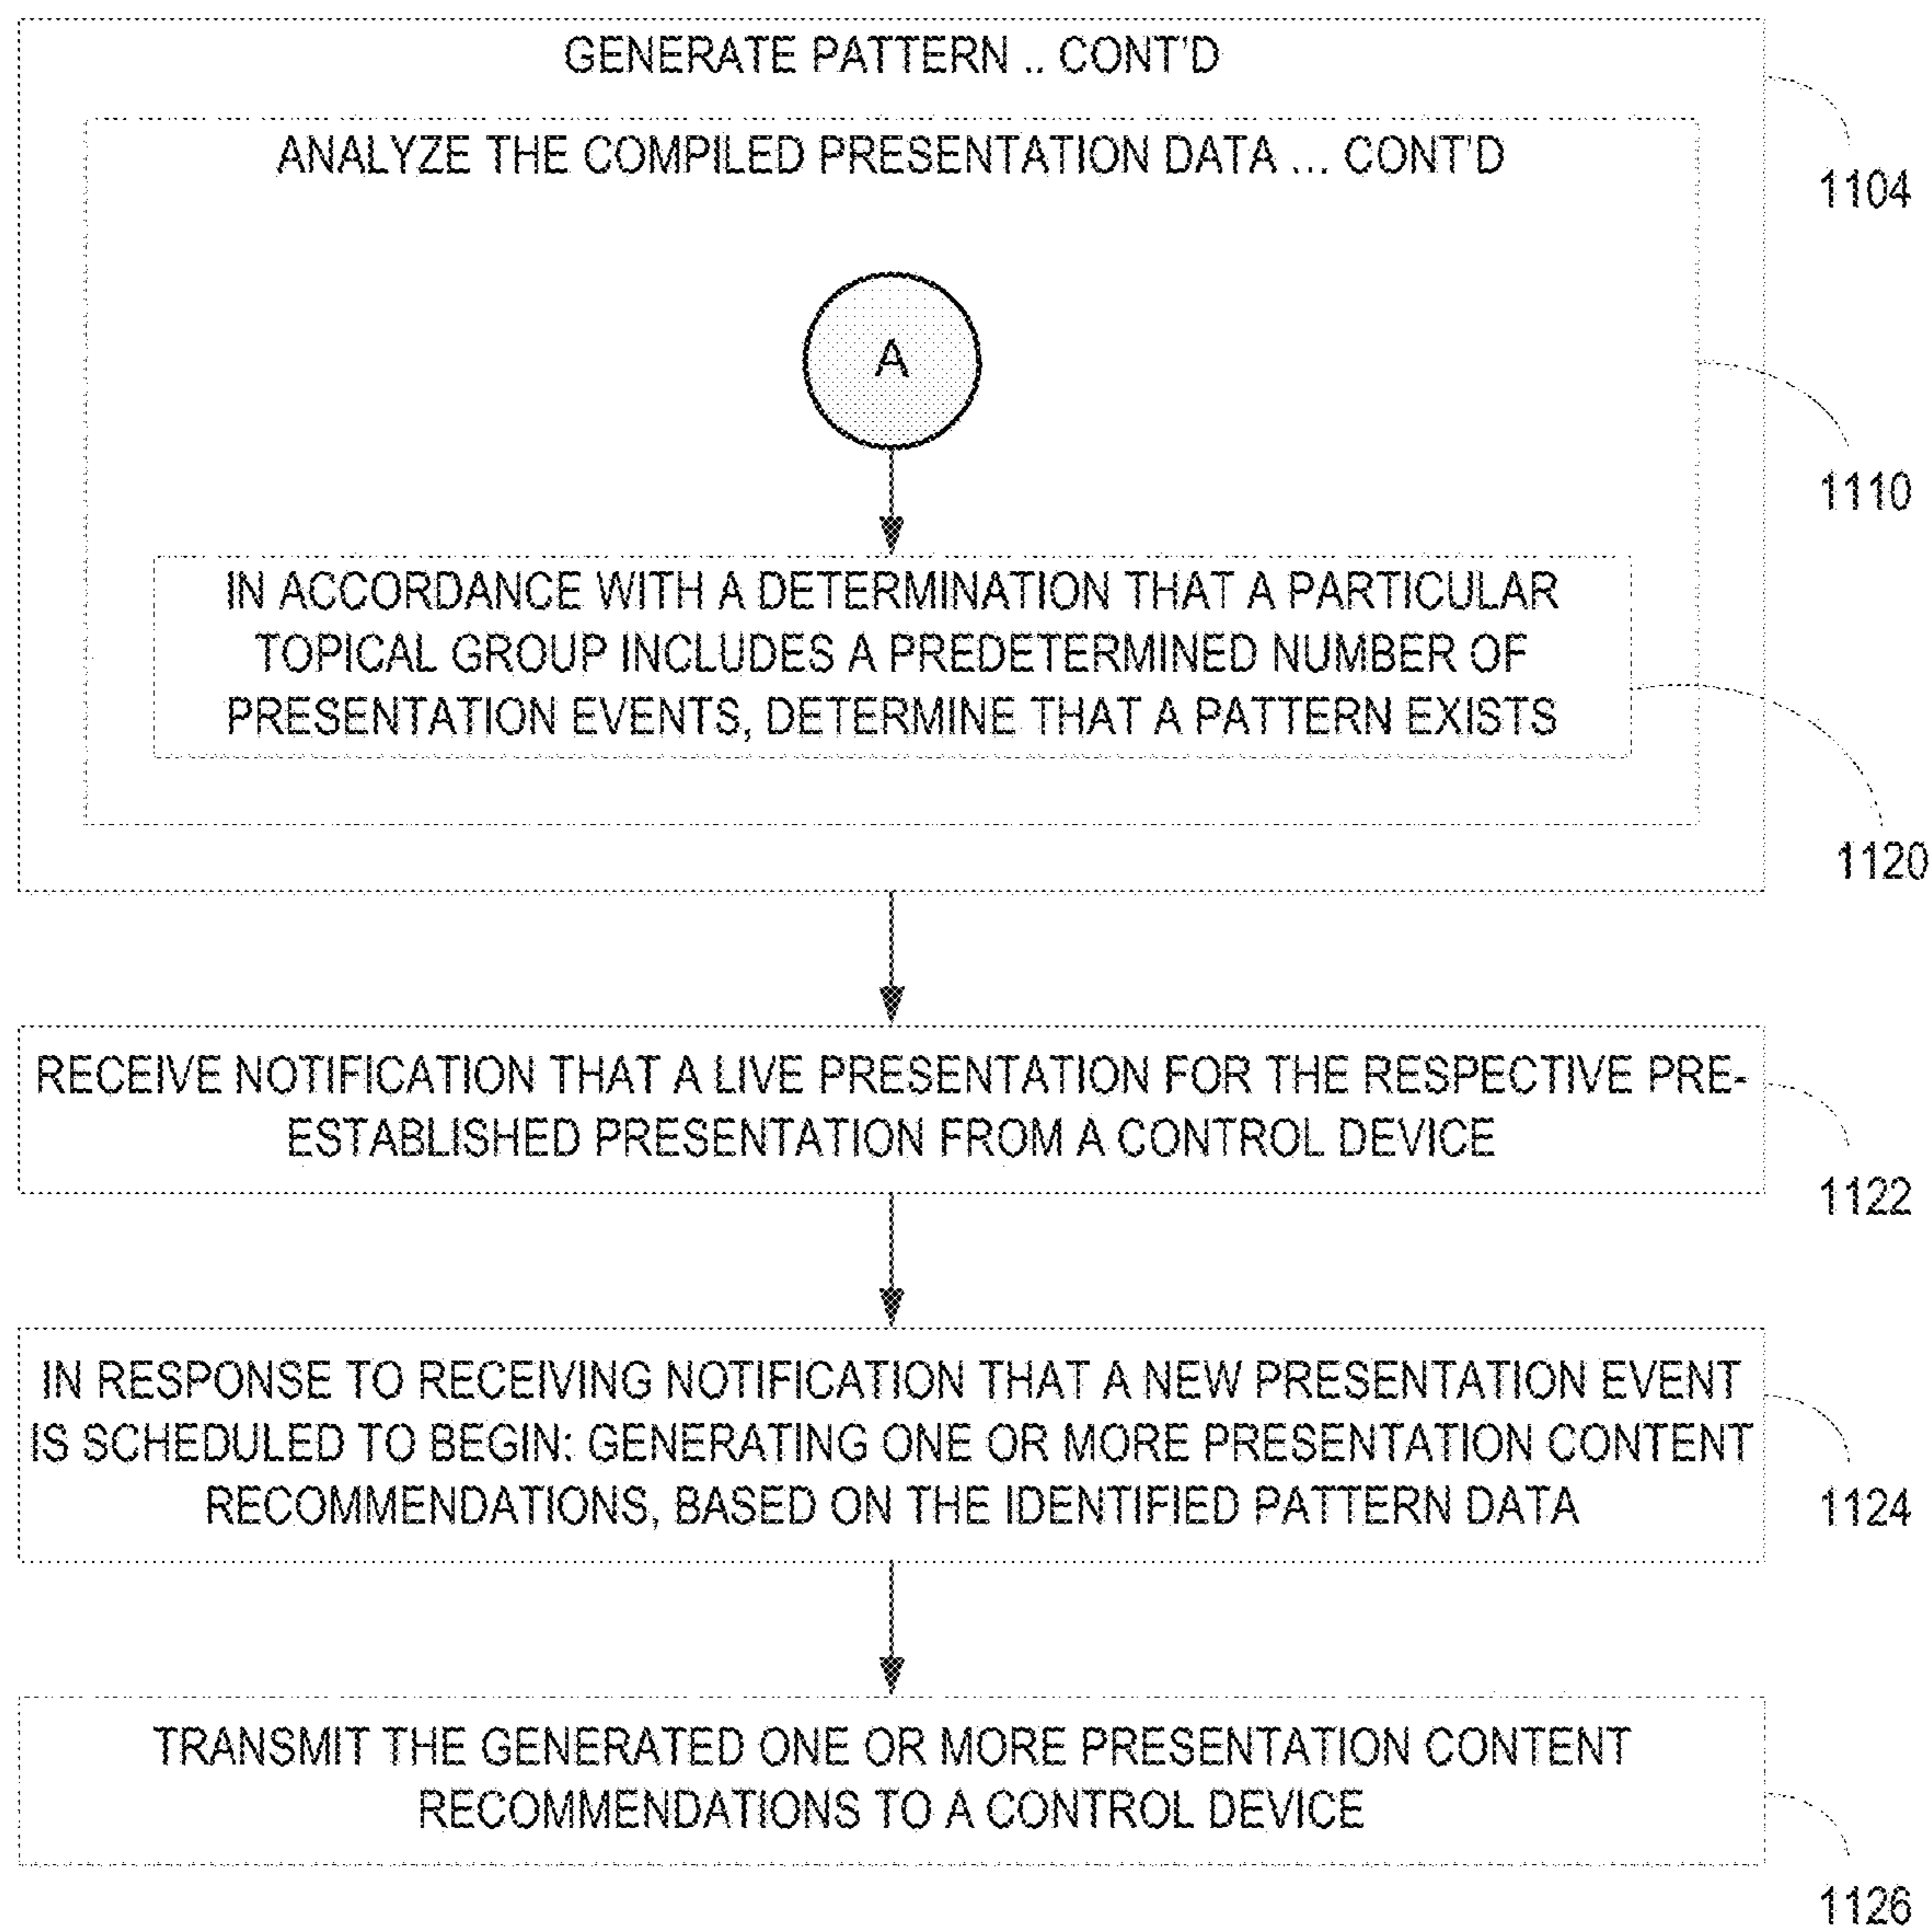 GENERATE PATTERN .. CONT'D
1104
ANALYZE THE COMPILED PRESENTATION DATA ... CONT'D
1110
A
IN ACCORDANCE WITH A DETERMINATION THAT A PARTICULAR
TOPICAL GROUP INCLUDES A PREDETERMINED NUMBER OF
PRESENTATION EVENTS, DETERMINE THAT A PATTERN EXISTS
1120
RECEIVE NOTIFICATION THAT A LIVE PRESENTATION FOR THE RESPECTIVE PRE-
ESTABLISHED PRESENTATION FROM A CONTROL DEVICE
1122
IN RESPONSE TO RECEIVING NOTIFICATION THAT A NEW PRESENTATION EVENT
IS SCHEDULED TO BEGIN: GENERATING ONE OR MORE PRESENTATION CONTENT
RECOMMENDATIONS, BASED ON THE IDENTIFIED PATTERN DATA
1124
TRANSMIT THE GENERATED ONE OR MORE PRESENTATION CONTENT
RECOMMENDATIONS TO A CONTROL DEVICE
1126